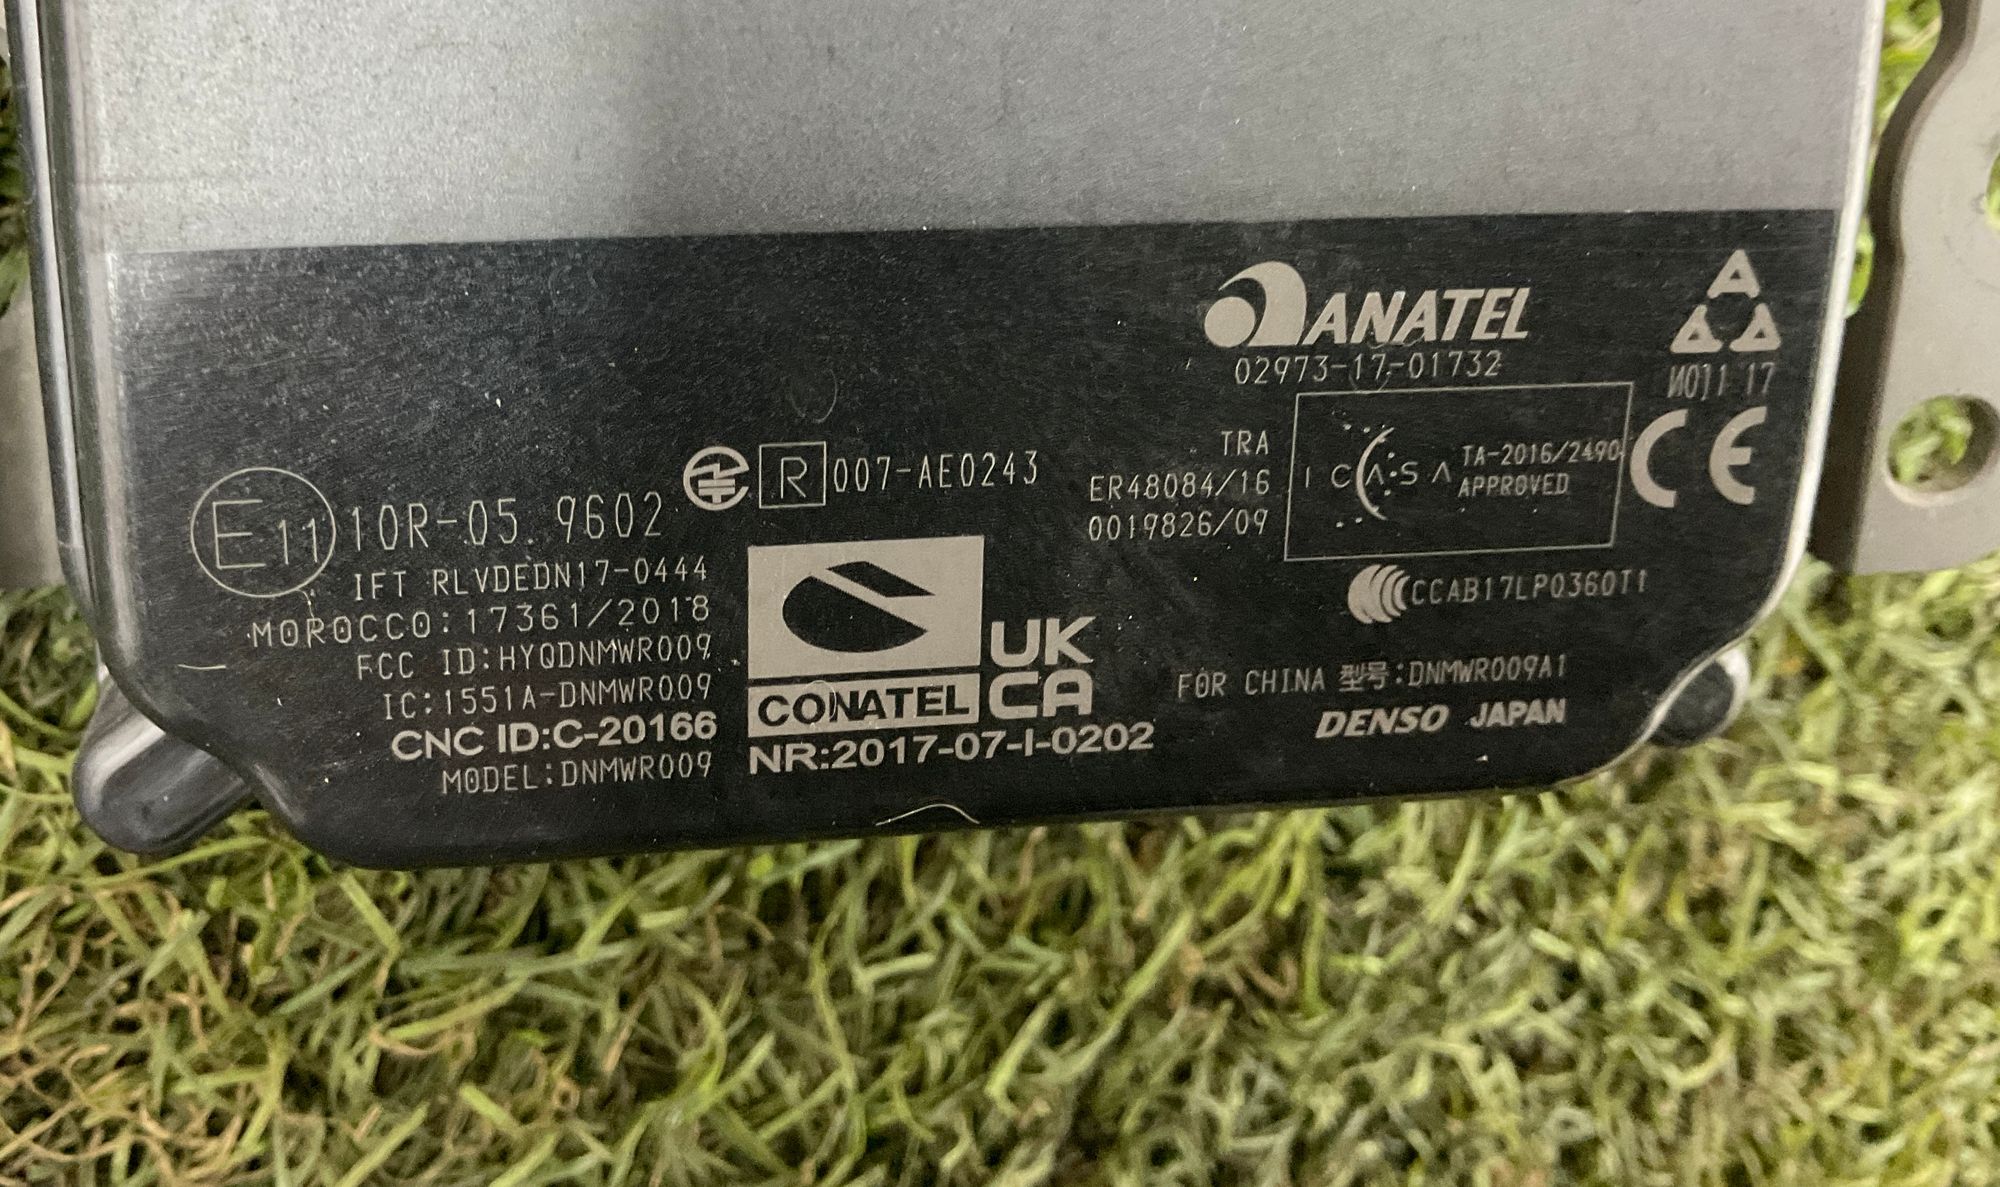 ANATEL
02973-17-01732
И011 17
E11 10R-05. 9602
R 007-AE0243
TRA
ER48084/16
0019826/09
ICASA TA-2016/2490
APPROVED
CE
IFT RLVDEDN17-0444
MOROCCO:17361/2018
FCC ID:HYQDNMWR009
IC:1551A-DNMWR009
CNC ID:C-20166
MODEL:DNMWR009
CONATEL
NR:2017-07-I-0202
UK
CA
CCAB17LP0360T1
FOR CHINA 型号:DNMWR009A1
DENSO JAPAN